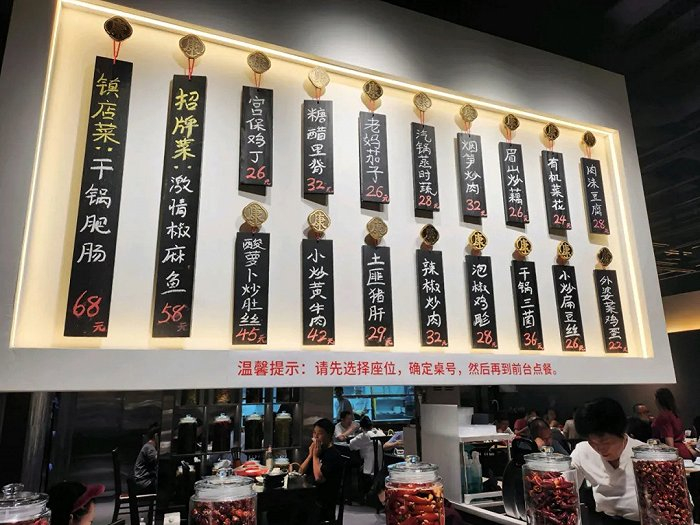 镇店菜:干锅肥肠 68元
招牌菜:激情椒麻鱼 58元
宫保鸡丁 26元
糖醋里脊 32元
老妈茄子 26元
汽锅蒸时蔬 28元
烟笋炒肉 32元
眉山炒藕 26元
有机菜花 24元
肉沫豆腐 28元
酸萝卜炒肚丝 45元
小炒黄牛肉 42元
土匪猪肝 29元
辣椒炒肉 32元
泡椒鸡胗 28元
干锅三菌 36元
小炒扁豆丝 26元
外婆菜鸡蛋 22元
温馨提示:请先选择座位,确定桌号,然后再到前台点餐。